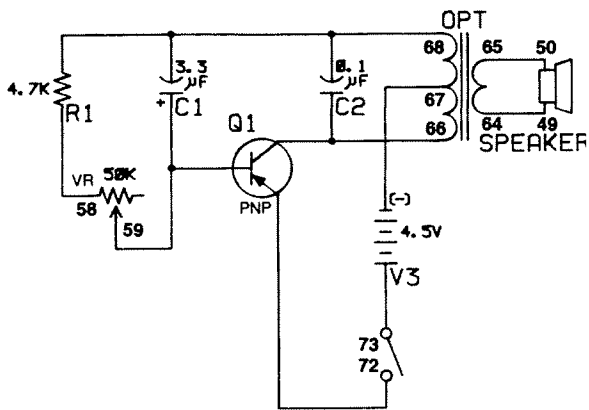 OPT
68
65
50
3.3
µF
0.1
µF
4.7K
+
C1
C2
67
R1
Q1
66
64
49
SPEAKER
VR
50K
58
59
PNP
(-)
4.5V
V3
73
72